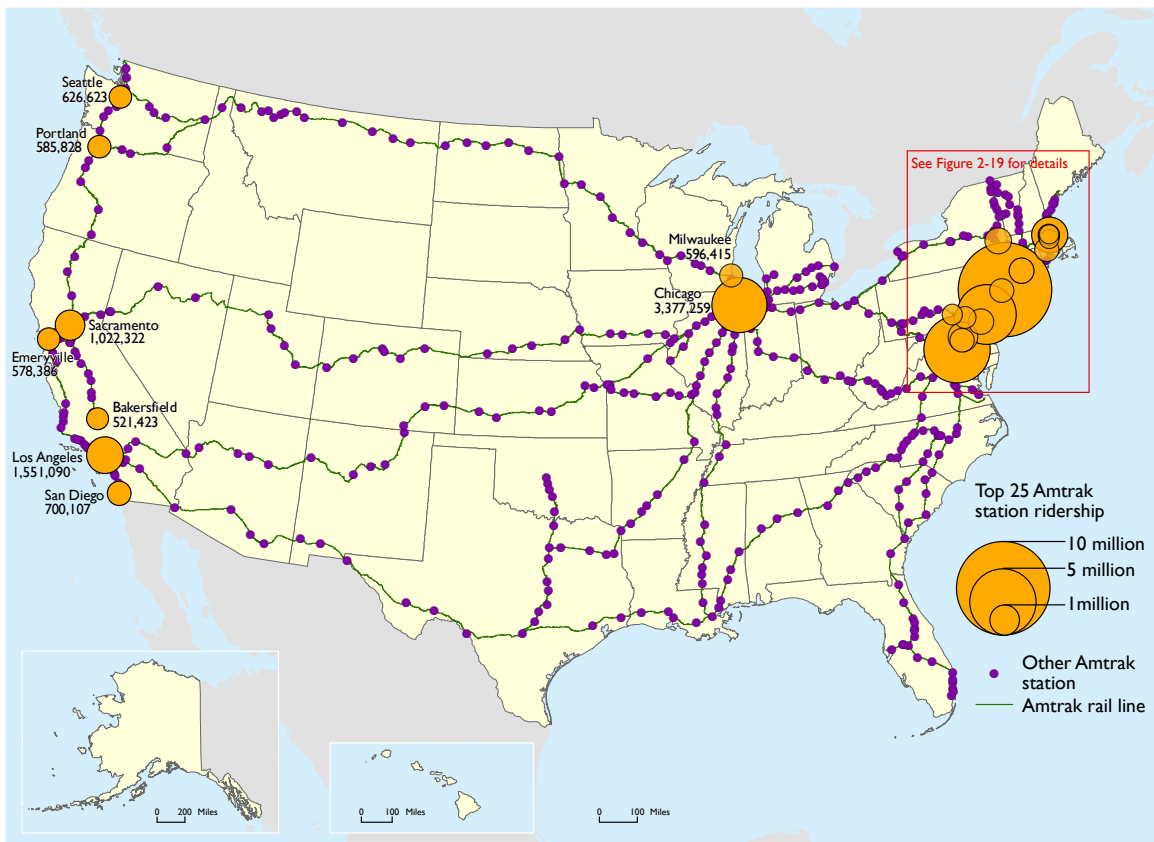 Seattle
626,623
Portland
585,828
See Figure 2-19 for details
Milwaukee
596,415
Chicago
3,377,259
Sacramento
1,022,322
Emeryville
578,386
Bakersfield
521,423
Los Angeles
1,551,090
San Diego
700,107
Top 25 Amtrak
station ridership
10 million
5 million
1million
Other Amtrak
station
Amtrak rail line
0 200 Miles
0 100 Miles
0 100 Miles